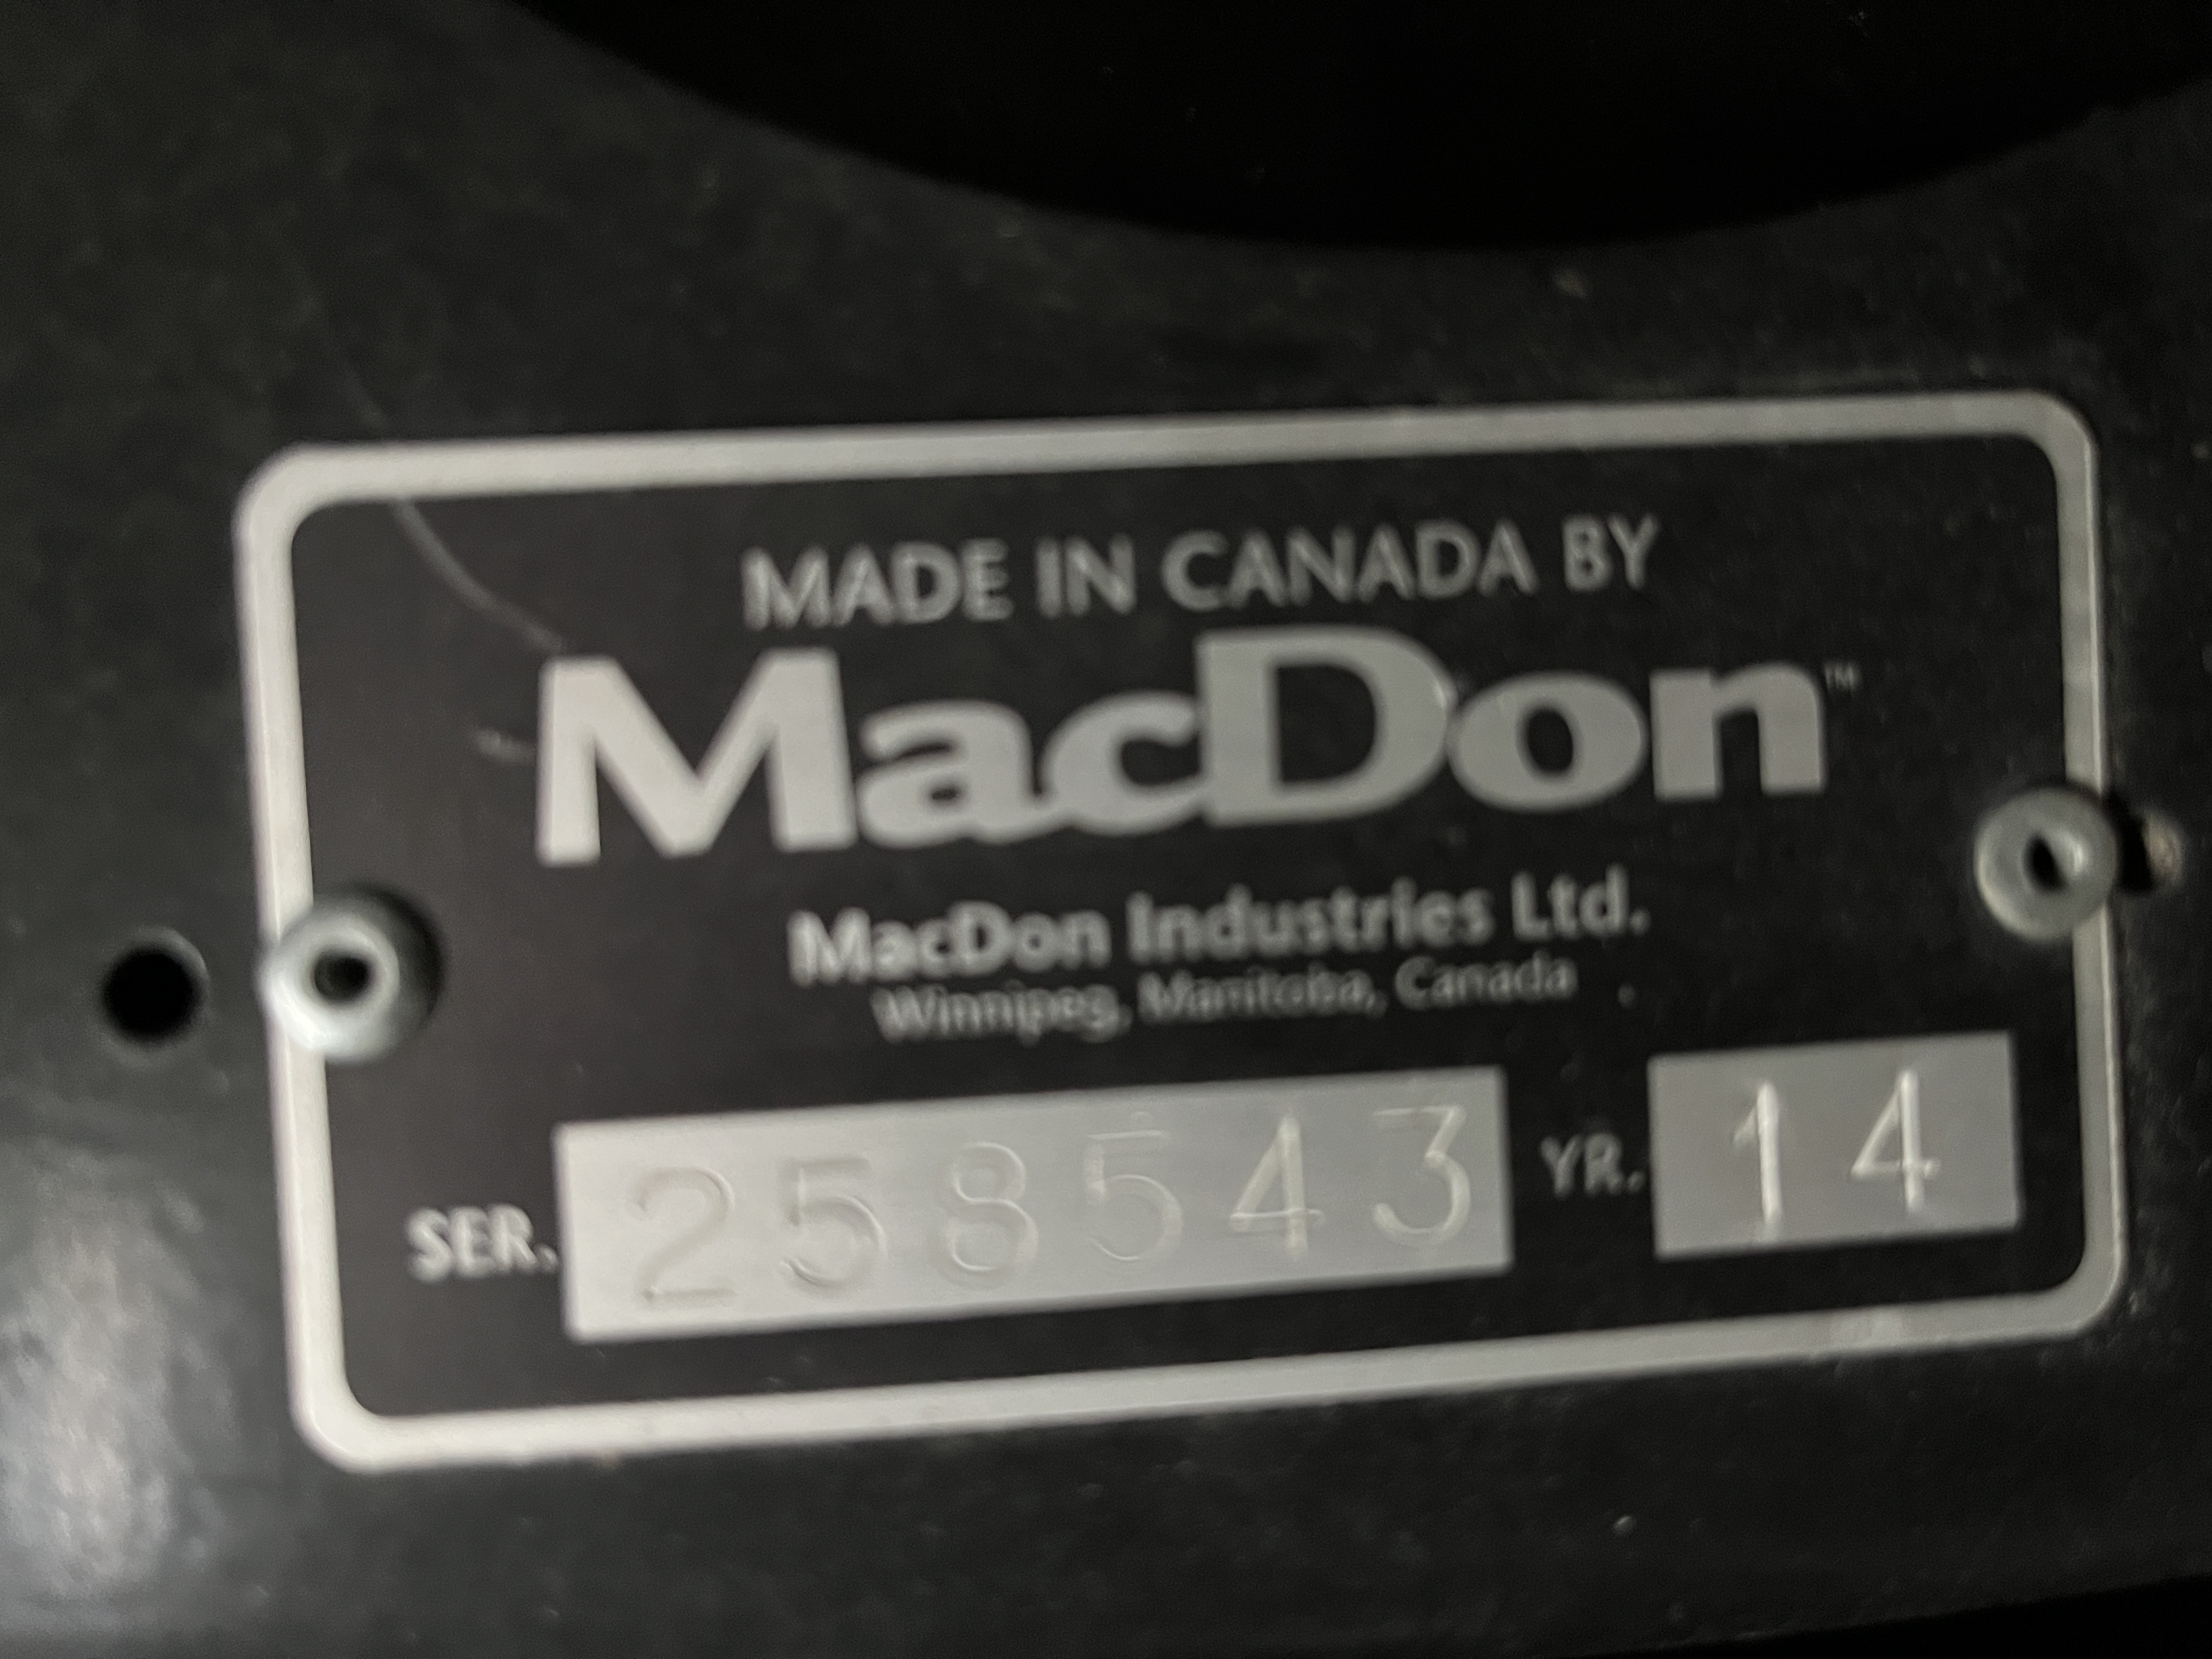 MADE IN CANADA BY
MacDon™
MacDon Industries Ltd.
Winnipeg, Manitoba, Canada
SER. 258543 YR. 14